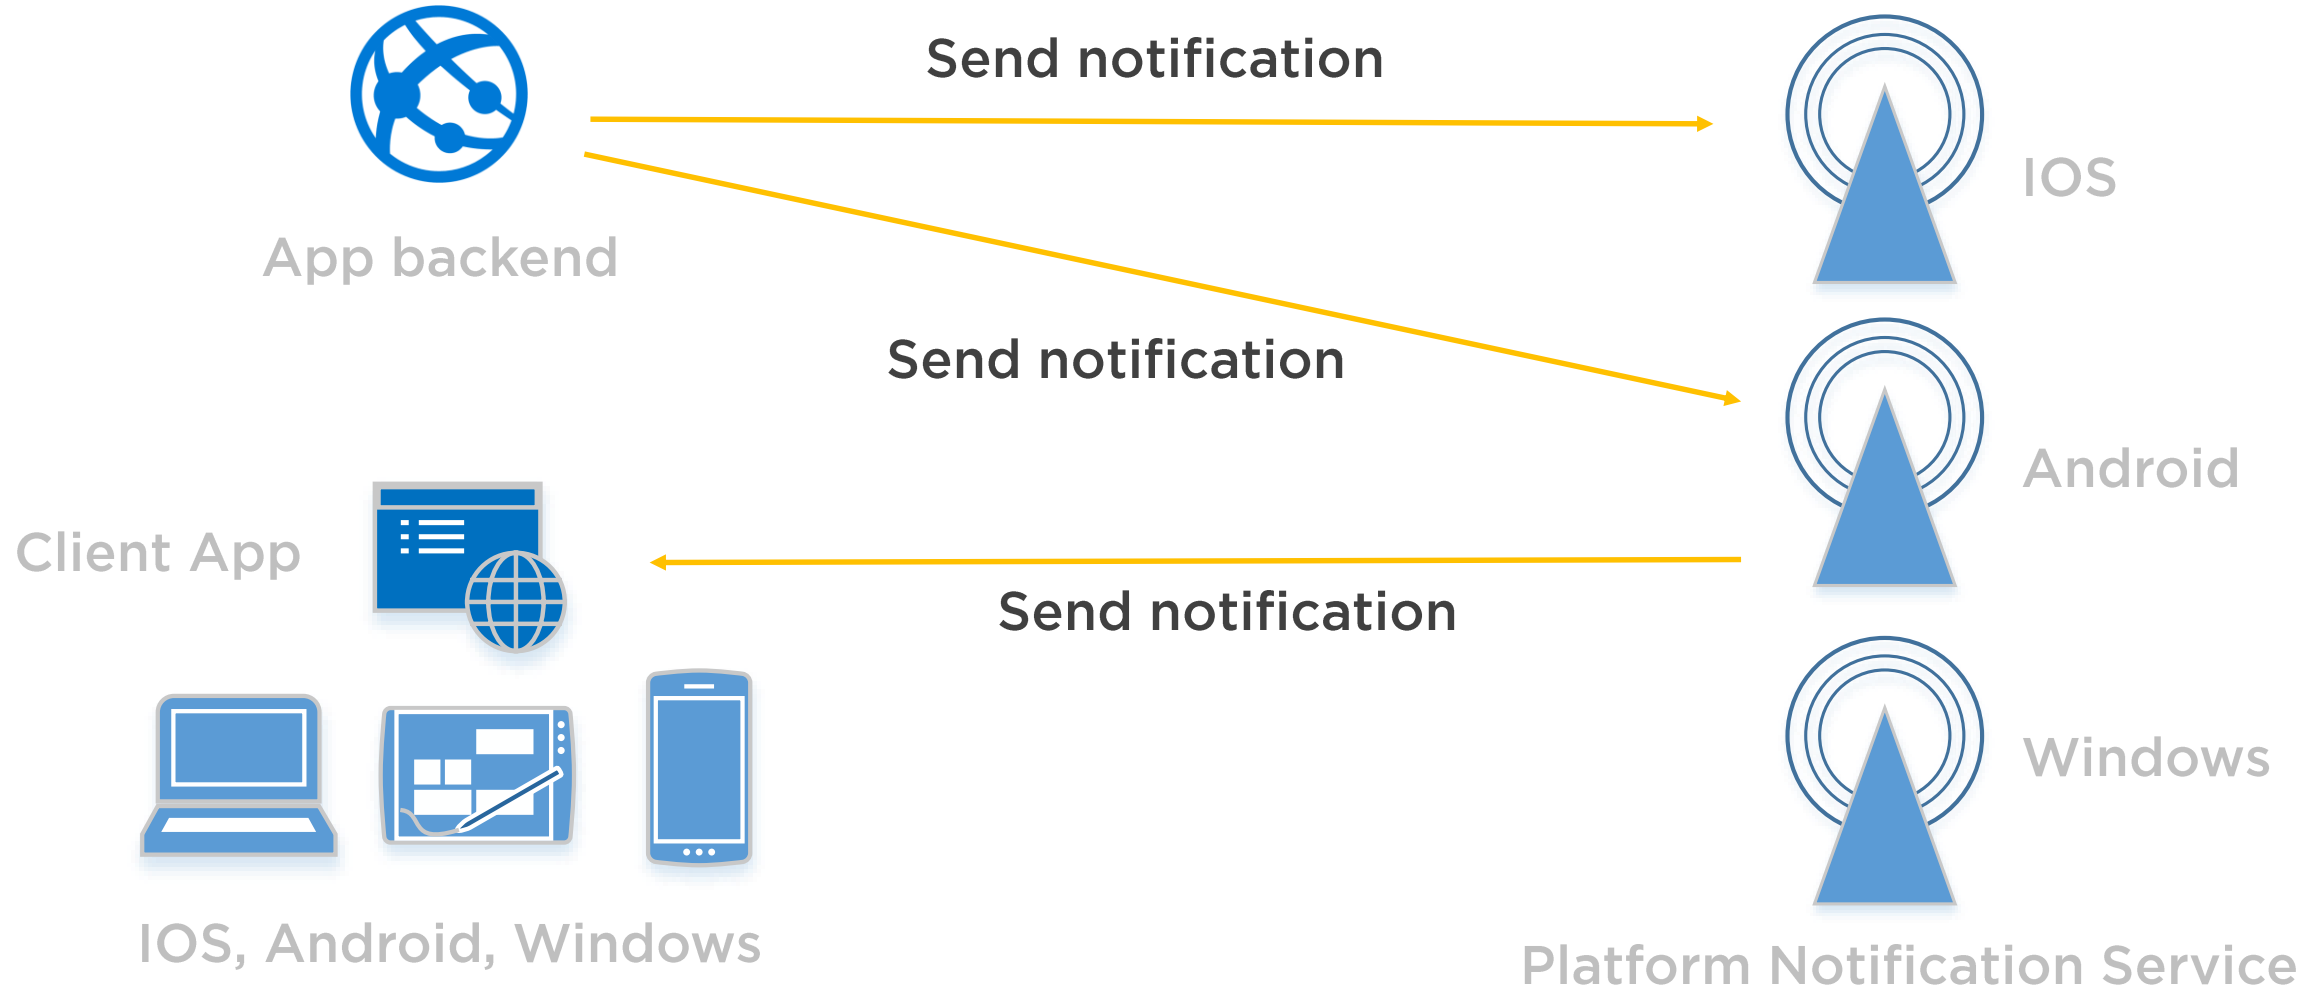 Send notification
IOS
App backend
Send notification
Android
Client App
Send notification
Windows
IOS, Android, Windows
Platform Notification Service